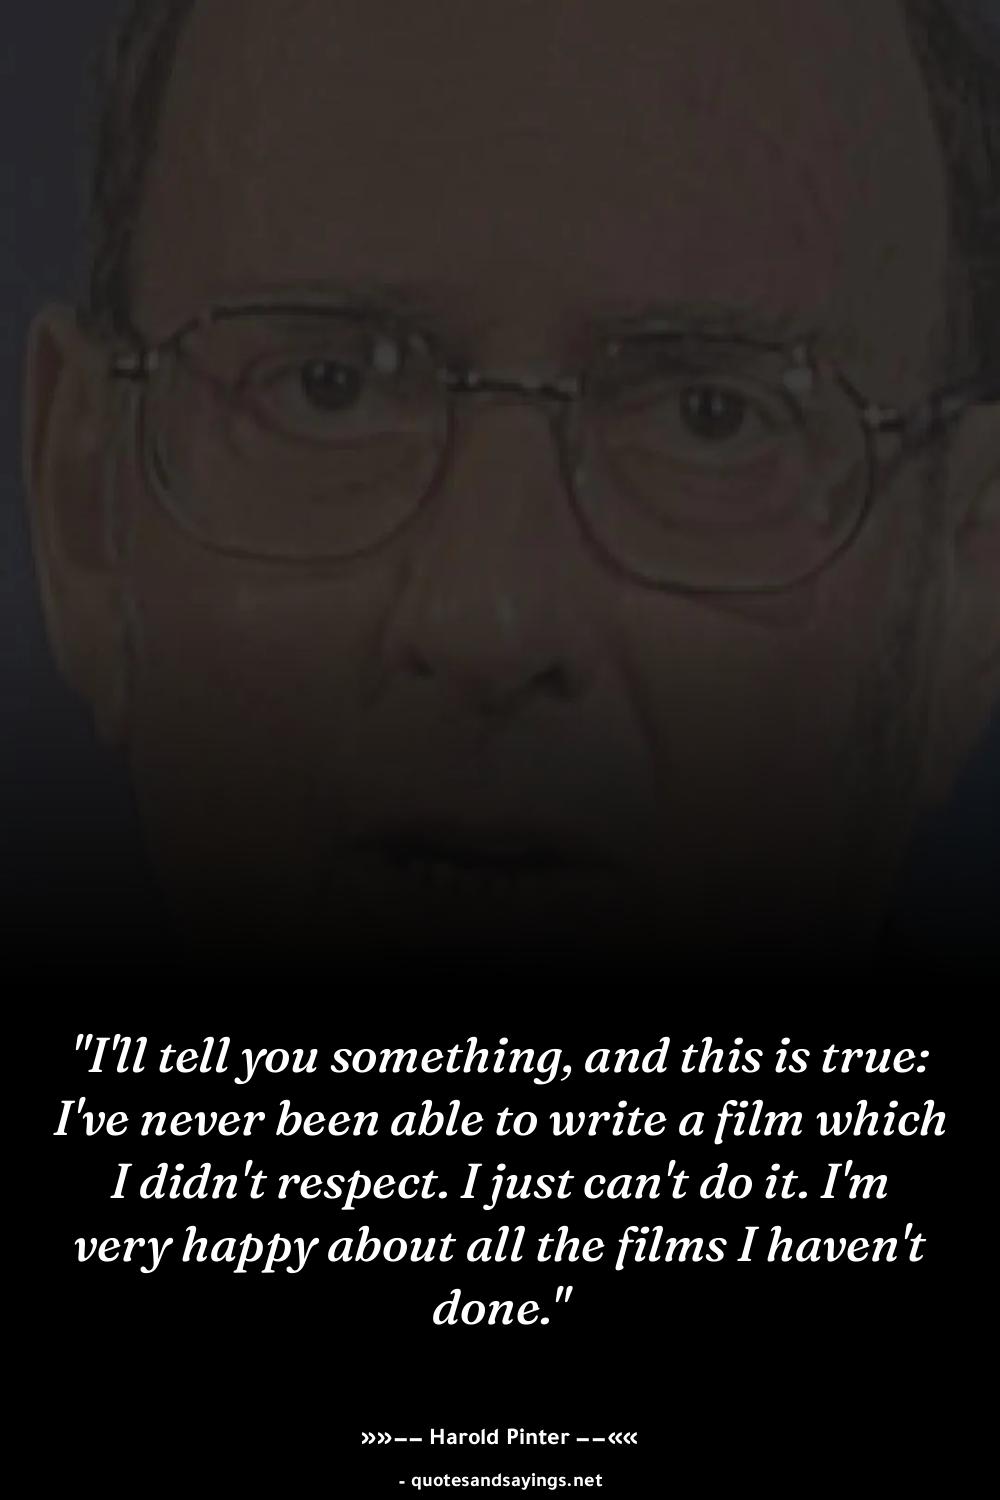 "I'll tell you something, and this is true:
I've never been able to write a film which
I didn't respect. I just can't do it. I'm
very happy about all the films I haven't
done."
»»−− Harold Pinter −−««
- quotesandsayings.net